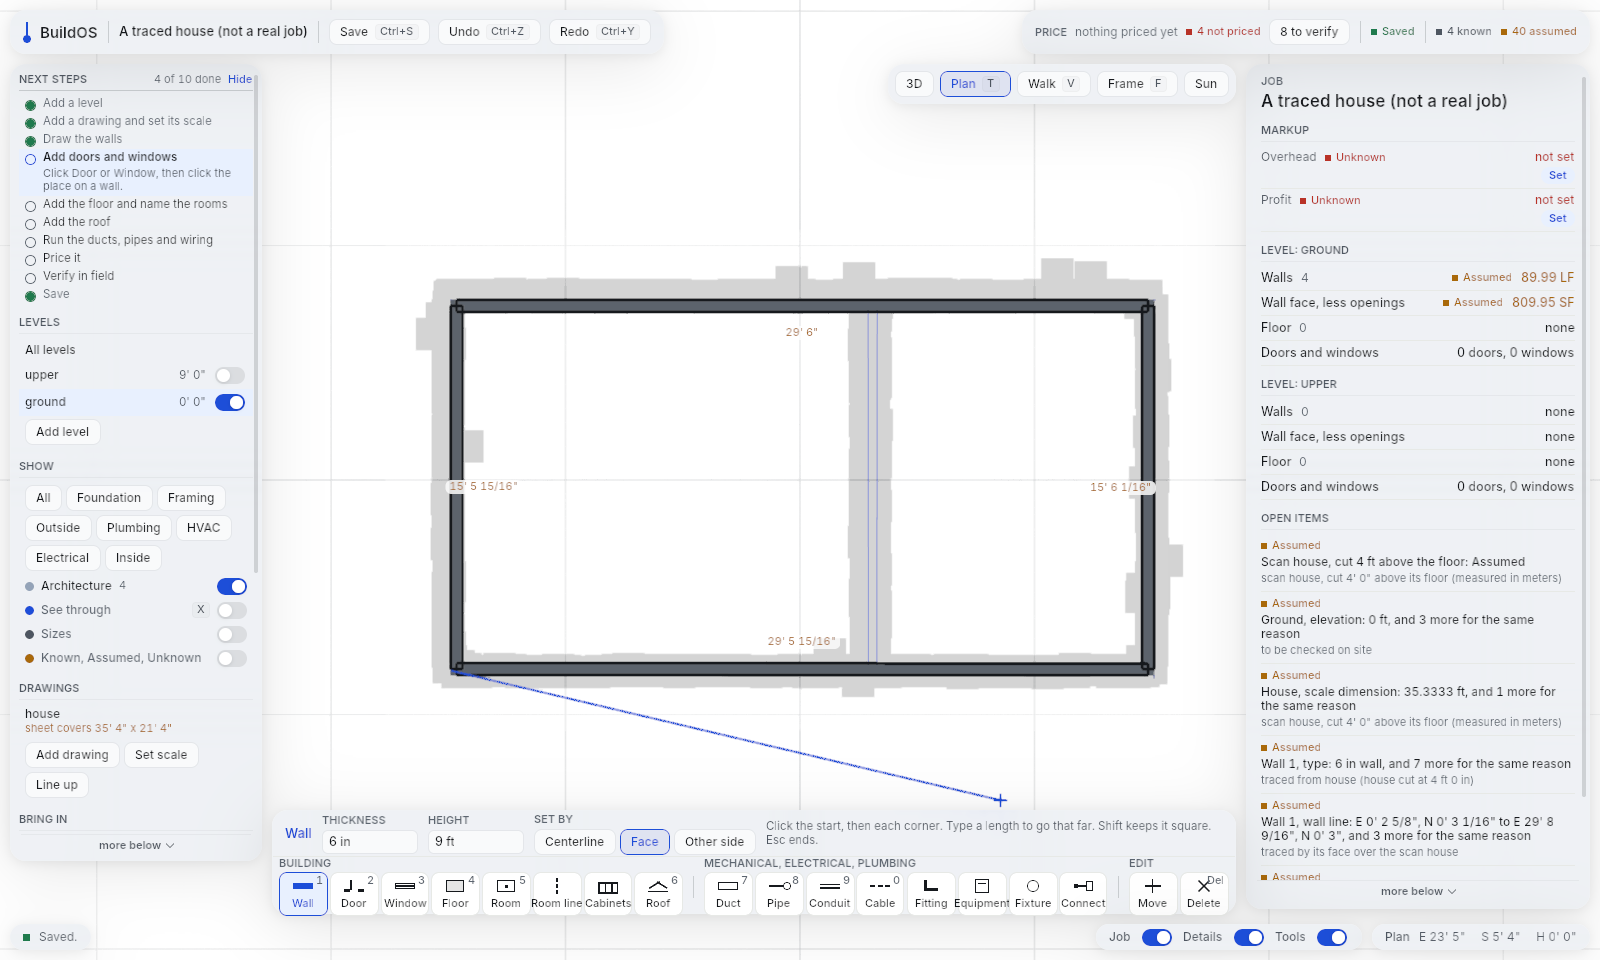 BuildOS
A traced house (not a real job)
Save Ctrl+S
Undo Ctrl+Z
Redo Ctrl+Y
PRICE nothing priced yet 4 not priced
8 to verify
Saved
4 known
40 assumed
NEXT STEPS 4 of 10 done Hide
Add a level
Add a drawing and set its scale
Draw the walls
Add doors and windows
Click Door or Window, then click the
place on a wall.
Add the floor and name the rooms
Add the roof
Run the ducts, pipes and wiring
Price it
Verify in field
Save
LEVELS
All levels
upper 9' 0"
ground 0' 0"
Add level
SHOW
All Foundation Framing
Outside Plumbing HVAC
Electrical Inside
Architecture 4
See through X
Sizes
Known, Assumed, Unknown
DRAWINGS
house
sheet covers 35' 4" x 21' 4"
Add drawing Set scale
Line up
BRING IN
more below
Saved.
3D
Plan T
Walk V
Frame F
Sun
29' 6"
15' 5 15/16"
15' 6 1/16"
29' 5 15/16"
Wall
THICKNESS
6 in
HEIGHT
9 ft
SET BY
Centerline Face Other side
Click the start, then each corner. Type a length to go that far. Shift keeps it square.
Esc ends.
BUILDING
Wall 1
Door 2
Window 3
Floor 4
Room 5
Room line
Cabinets
Roof 6
MECHANICAL, ELECTRICAL, PLUMBING
Duct 7
Pipe 8
Conduit 9
Cable 0
Fitting
Equipment
Fixture
Connect
EDIT
Move
Delete Del
JOB
A traced house (not a real job)
MARKUP
Overhead Unknown not set
Set
Profit Unknown not set
Set
LEVEL: GROUND
Walls 4 Assumed 89.99 LF
Wall face, less openings Assumed 809.95 SF
Floor 0 none
Doors and windows 0 doors, 0 windows
LEVEL: UPPER
Walls 0 none
Wall face, less openings none
Floor 0 none
Doors and windows 0 doors, 0 windows
OPEN ITEMS
Assumed
Scan house, cut 4 ft above the floor: Assumed
scan house, cut 4' 0" above its floor (measured in meters)
Assumed
Ground, elevation: 0 ft, and 3 more for the same
reason
to be checked on site
Assumed
House, scale dimension: 35.3333 ft, and 1 more for
the same reason
scan house, cut 4' 0" above its floor (measured in meters)
Assumed
Wall 1, type: 6 in wall, and 7 more for the same reason
traced from house (house cut at 4 ft 0 in)
Assumed
Wall 1, wall line: E 0' 2 5/8", N 0' 3 1/16" to E 29' 8
9/16", N 0' 3", and 3 more for the same reason
traced by its face over the scan house
Assumed
more below
Job Details Tools
Plan E 23' 5" S 5' 4" H 0' 0"